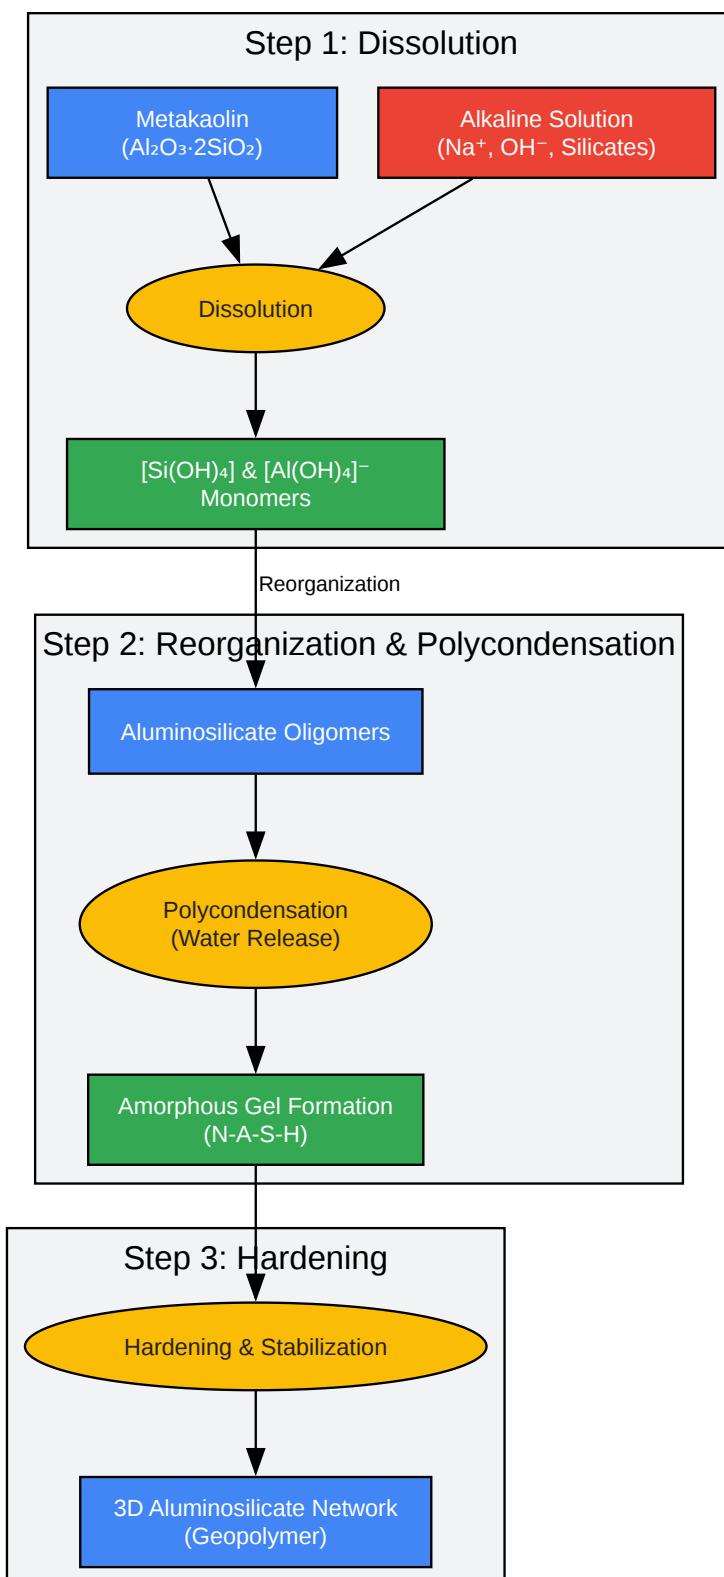 Step 1: Dissolution
Metakaolin
(Al₂O₃·2SiO₂)
Alkaline Solution
(Na⁺, OH⁻, Silicates)
Dissolution
[Si(OH)₄] & [Al(OH)₄]⁻
Monomers
Reorganization
Step 2: Reorganization & Polycondensation
Aluminosilicate Oligomers
Polycondensation
(Water Release)
Amorphous Gel Formation
(N-A-S-H)
Step 3: Hardening
Hardening & Stabilization
3D Aluminosilicate Network
(Geopolymer)